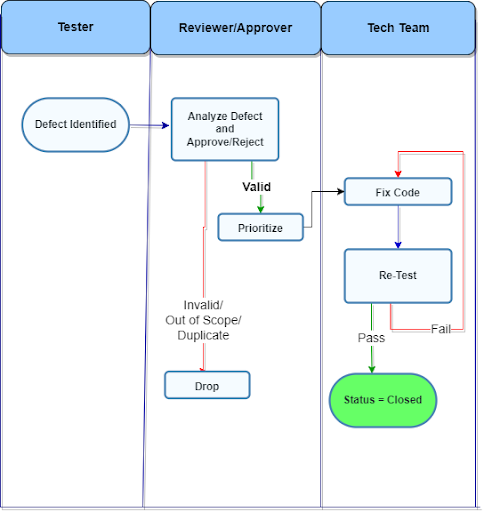 Tester
Reviewer/Approver
Tech Team
Defect Identified
Analyze Defect
and
Approve/Reject
Valid
Fix Code
Prioritize
Re-Test
Invalid/
Out of Scope/
Duplicate
Pass
Fail
Drop
Status = Closed